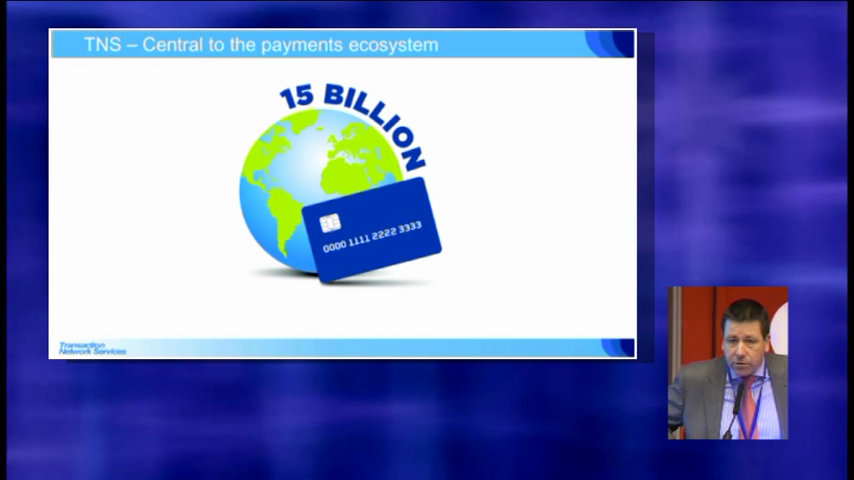 TNS – Central to the payments ecosystem
15 BILLION
0000 1111 2222 3333
Transaction
Network Services